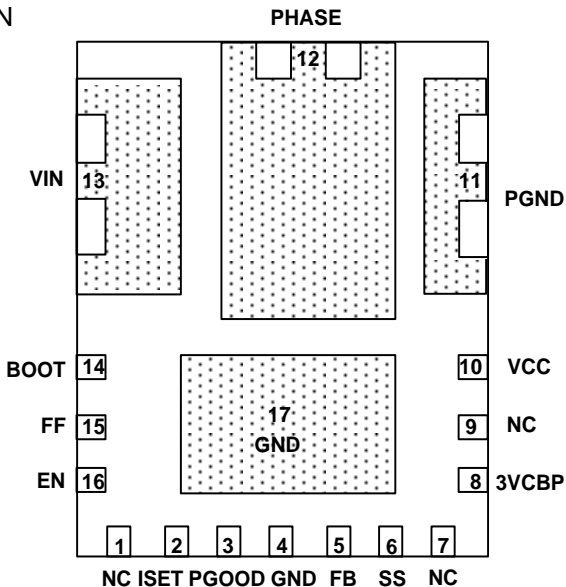 N
PHASE
12
VIN 13 11 PGND
BOOT 14 10 VCC
FF 15 17 9 NC
GND
EN 16 8 3VCBP
1 2 3 4 5 6 7
NC ISET PGOOD GND FB SS NC